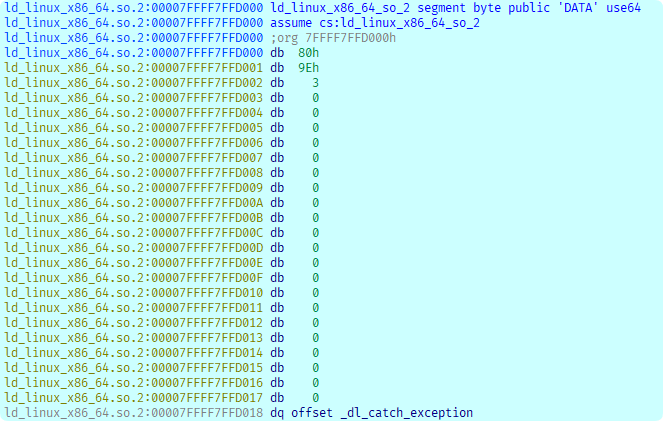 ld_linux_x86_64.so.2:00007FFFF7FFD000 ld_linux_x86_64_so_2 segment byte public 'DATA' use64
ld_linux_x86_64.so.2:00007FFFF7FFD000 assume cs:ld_linux_x86_64_so_2
ld_linux_x86_64.so.2:00007FFFF7FFD000 ;org 7FFFF7FFD000h
ld_linux_x86_64.so.2:00007FFFF7FFD000 db  80h
ld_linux_x86_64.so.2:00007FFFF7FFD001 db  9Eh
ld_linux_x86_64.so.2:00007FFFF7FFD002 db    3
ld_linux_x86_64.so.2:00007FFFF7FFD003 db    0
ld_linux_x86_64.so.2:00007FFFF7FFD004 db    0
ld_linux_x86_64.so.2:00007FFFF7FFD005 db    0
ld_linux_x86_64.so.2:00007FFFF7FFD006 db    0
ld_linux_x86_64.so.2:00007FFFF7FFD007 db    0
ld_linux_x86_64.so.2:00007FFFF7FFD008 db    0
ld_linux_x86_64.so.2:00007FFFF7FFD009 db    0
ld_linux_x86_64.so.2:00007FFFF7FFD00A db    0
ld_linux_x86_64.so.2:00007FFFF7FFD00B db    0
ld_linux_x86_64.so.2:00007FFFF7FFD00C db    0
ld_linux_x86_64.so.2:00007FFFF7FFD00D db    0
ld_linux_x86_64.so.2:00007FFFF7FFD00E db    0
ld_linux_x86_64.so.2:00007FFFF7FFD00F db    0
ld_linux_x86_64.so.2:00007FFFF7FFD010 db    0
ld_linux_x86_64.so.2:00007FFFF7FFD011 db    0
ld_linux_x86_64.so.2:00007FFFF7FFD012 db    0
ld_linux_x86_64.so.2:00007FFFF7FFD013 db    0
ld_linux_x86_64.so.2:00007FFFF7FFD014 db    0
ld_linux_x86_64.so.2:00007FFFF7FFD015 db    0
ld_linux_x86_64.so.2:00007FFFF7FFD016 db    0
ld_linux_x86_64.so.2:00007FFFF7FFD017 db    0
ld_linux_x86_64.so.2:00007FFFF7FFD018 dq offset _dl_catch_exception